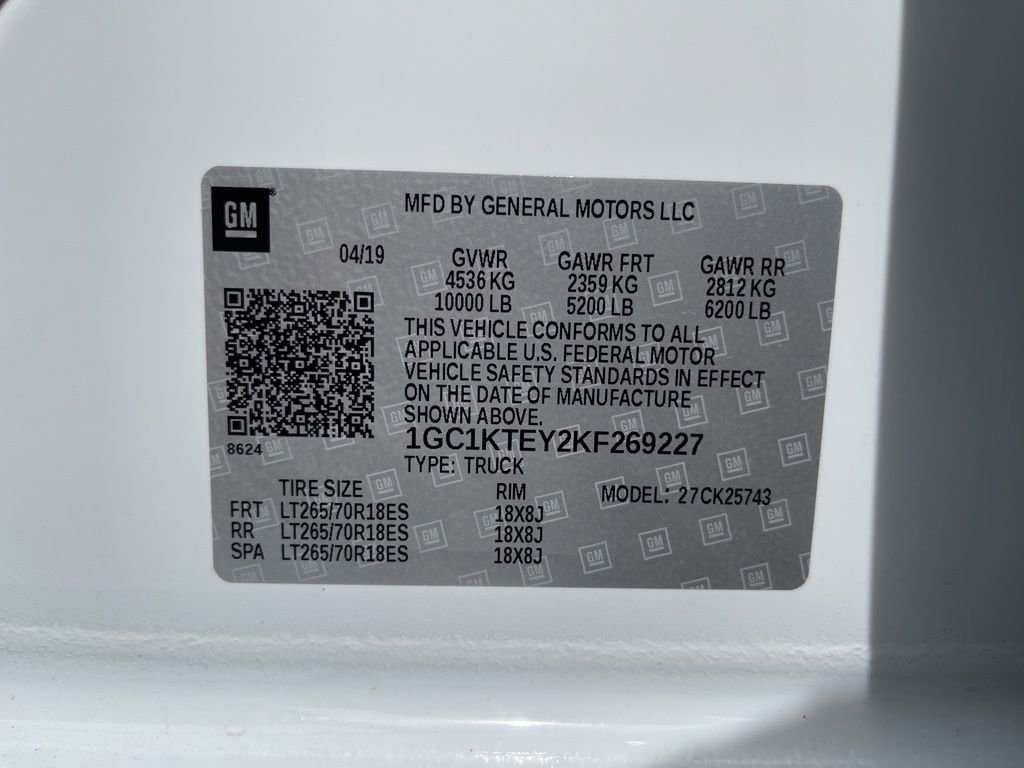 GM
MFD BY GENERAL MOTORS LLC
04/19
GVWR
4536 KG
10000 LB
GAWR FRT
2359 KG
5200 LB
GAWR RR
2812 KG
6200 LB
THIS VEHICLE CONFORMS TO ALL
APPLICABLE U.S. FEDERAL MOTOR
VEHICLE SAFETY STANDARDS IN EFFECT
ON THE DATE OF MANUFACTURE
SHOWN ABOVE.
8624
1GC1KTEY2KF269227
TYPE: TRUCK
TIRE SIZE RIM MODEL: 27CK25743
FRT LT265/70R18ES 18X8J
RR LT265/70R18ES 18X8J
SPA LT265/70R18ES 18X8J